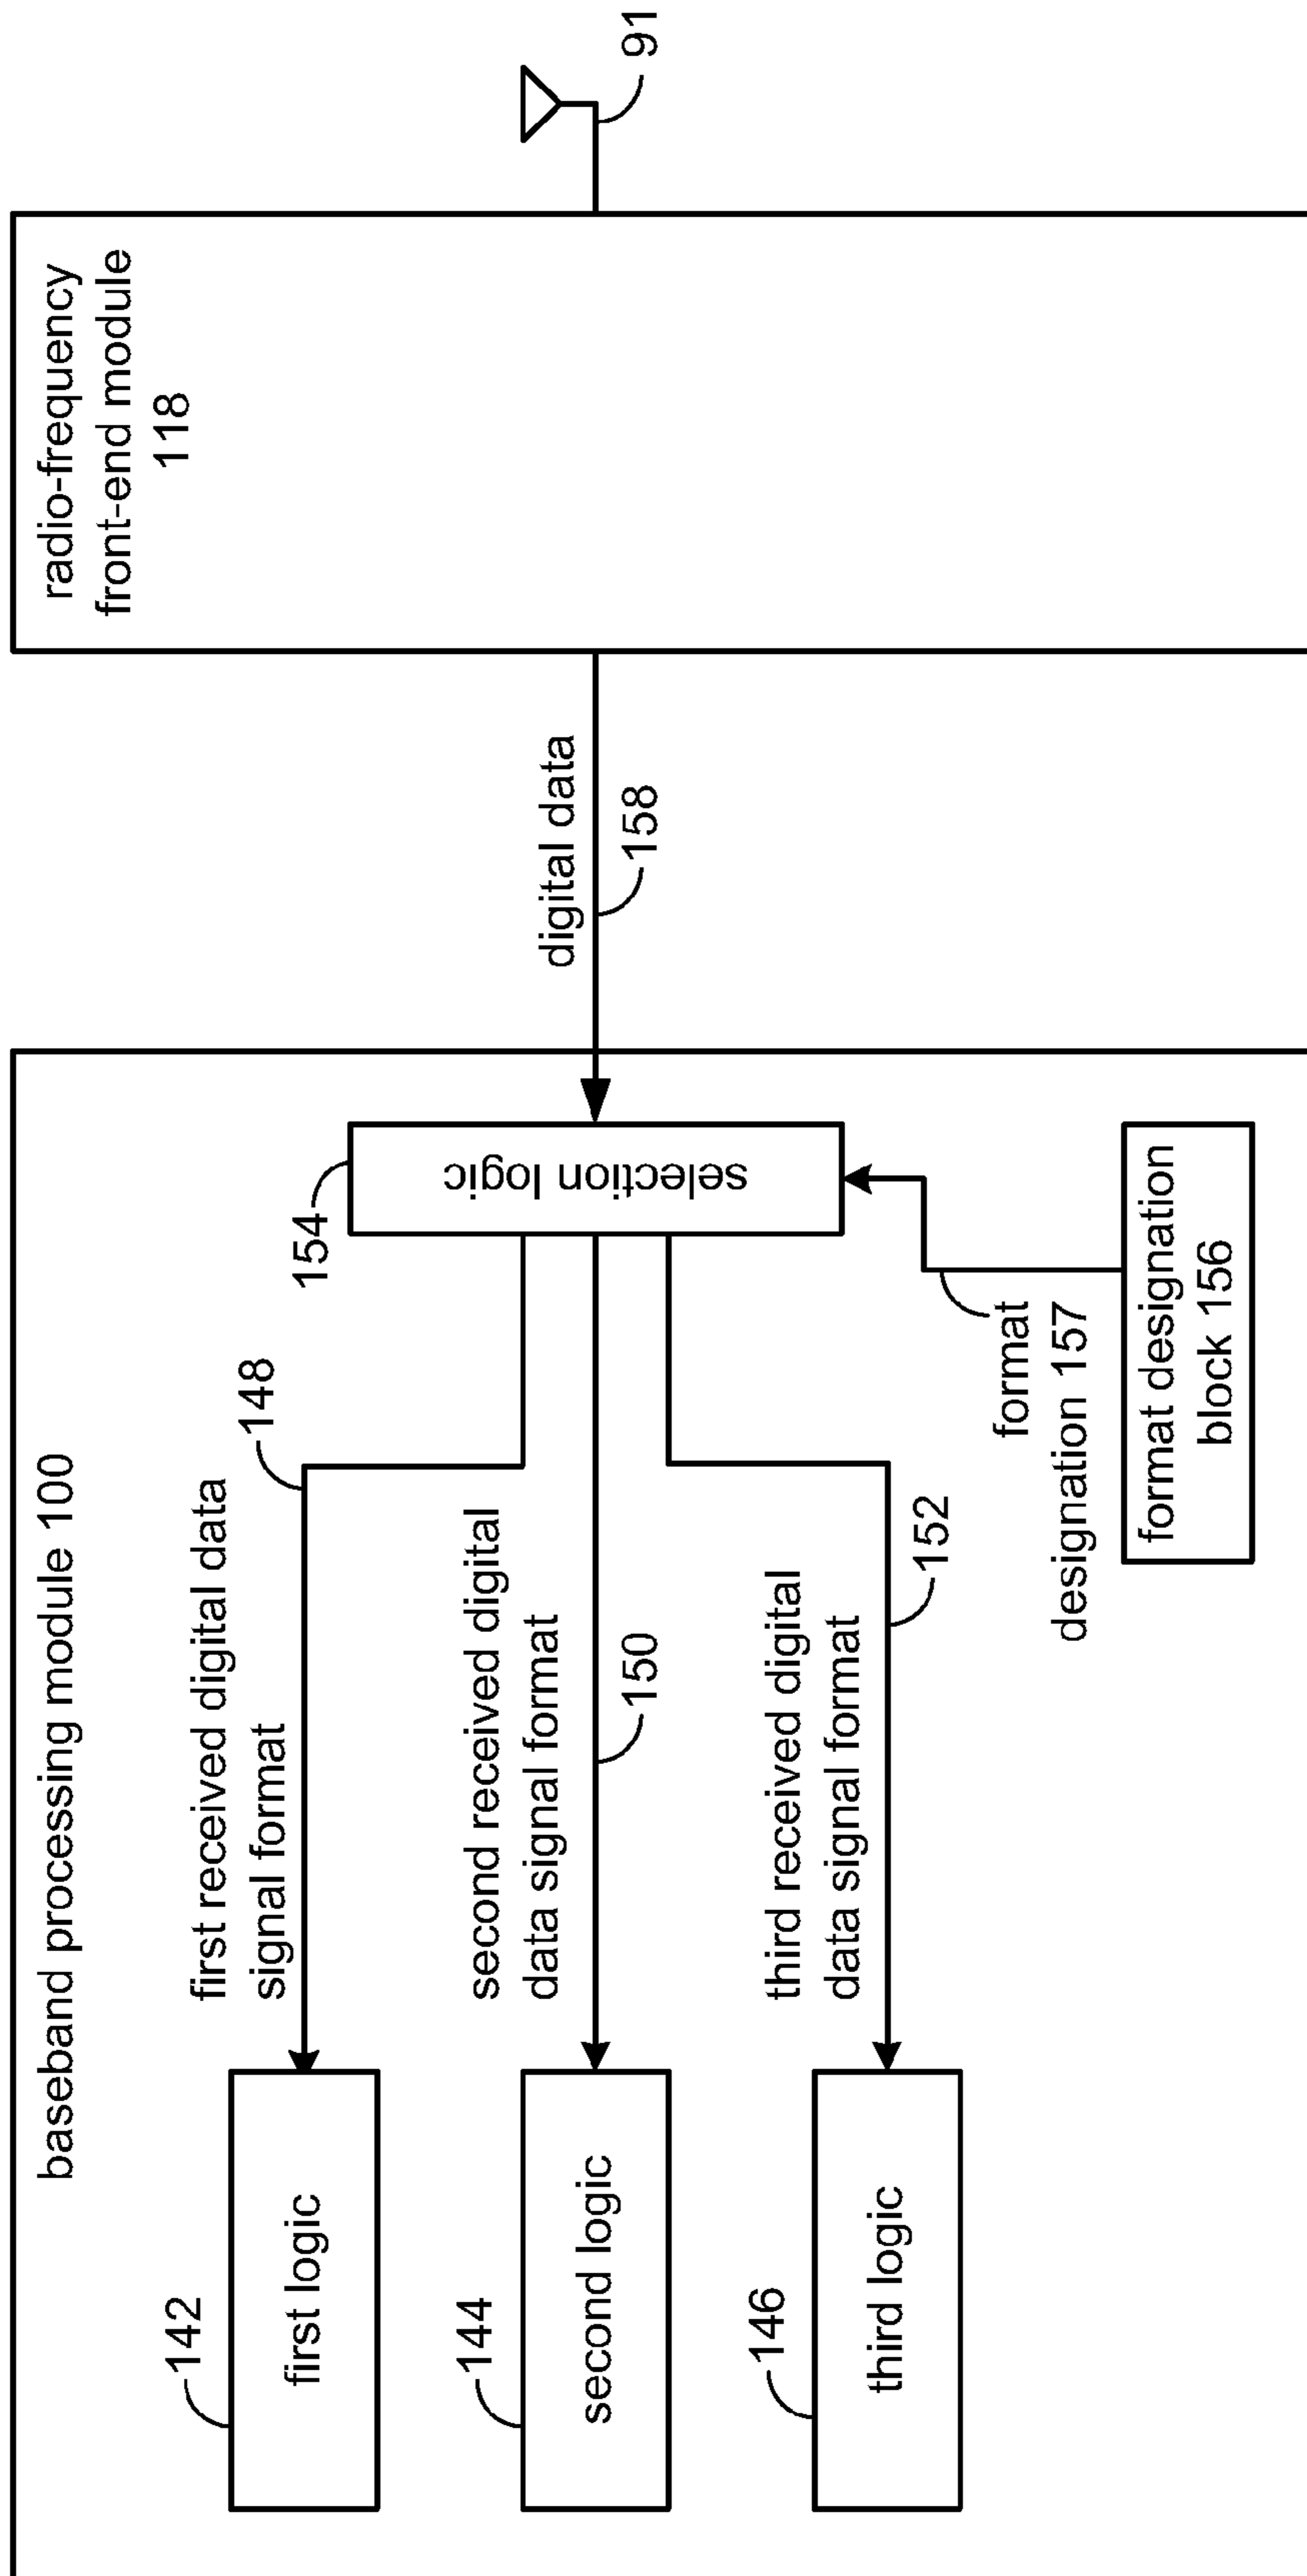 baseband processing module 100
142
first logic
first received digital data
signal format
148
144
second logic
second received digital
data signal format
150
146
third logic
third received digital
data signal format
152
154
selection logic
format
designation 157
format designation
block 156
digital data
158
radio-frequency
front-end module
118
91